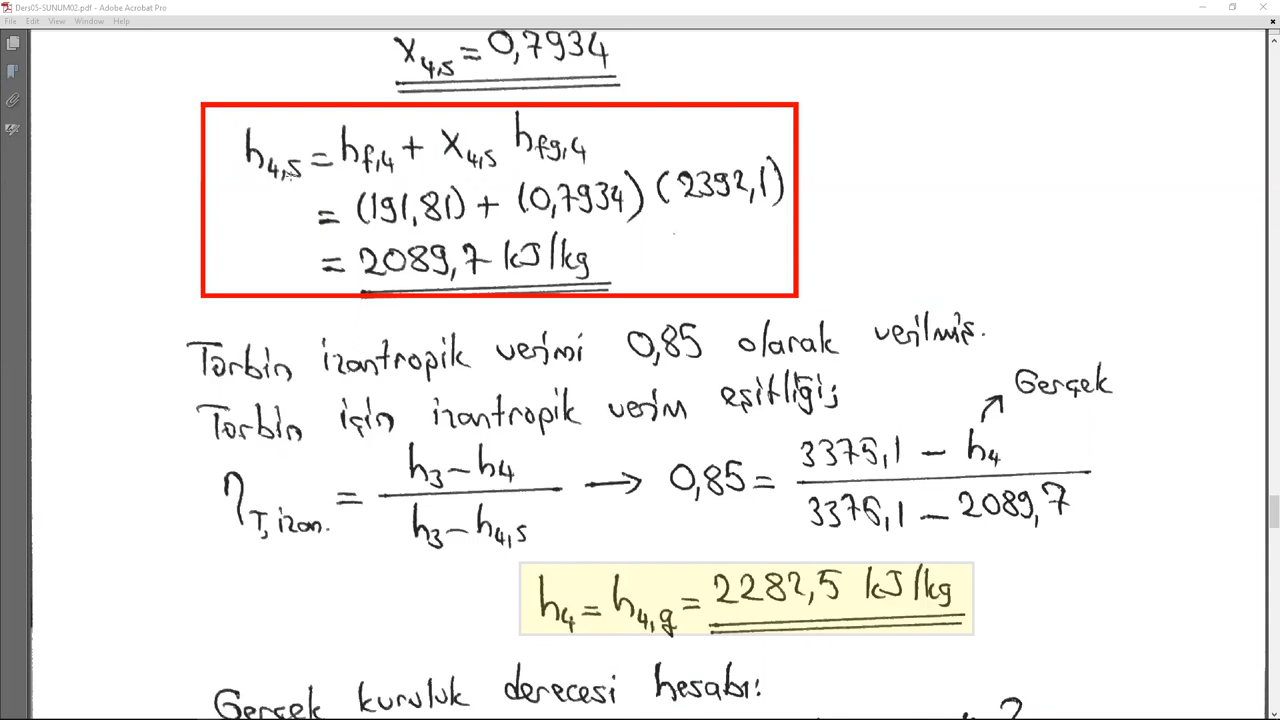 Ders05-SUNUM02.pdf - Adobe Acrobat Pro
File Edit View Window Help
x4,s = 0,7934
h4,s = hf,4 + x4,s hfg,4
= (191,81) + (0,7934) (2392,1)
= 2089,7 kJ/kg
Türbin izantropik verimi 0,85 olarak verilmiş.
Türbin için izantropik verim eşitliği;
Gerçek
ηT,izan. = h3 - h4 / h3 - h4,s → 0,85 = 3375,1 - h4 / 3375,1 - 2089,7
h4 = h4,g = 2282,5 kJ/kg
Gerçek kuruluk derecesi hesabı: